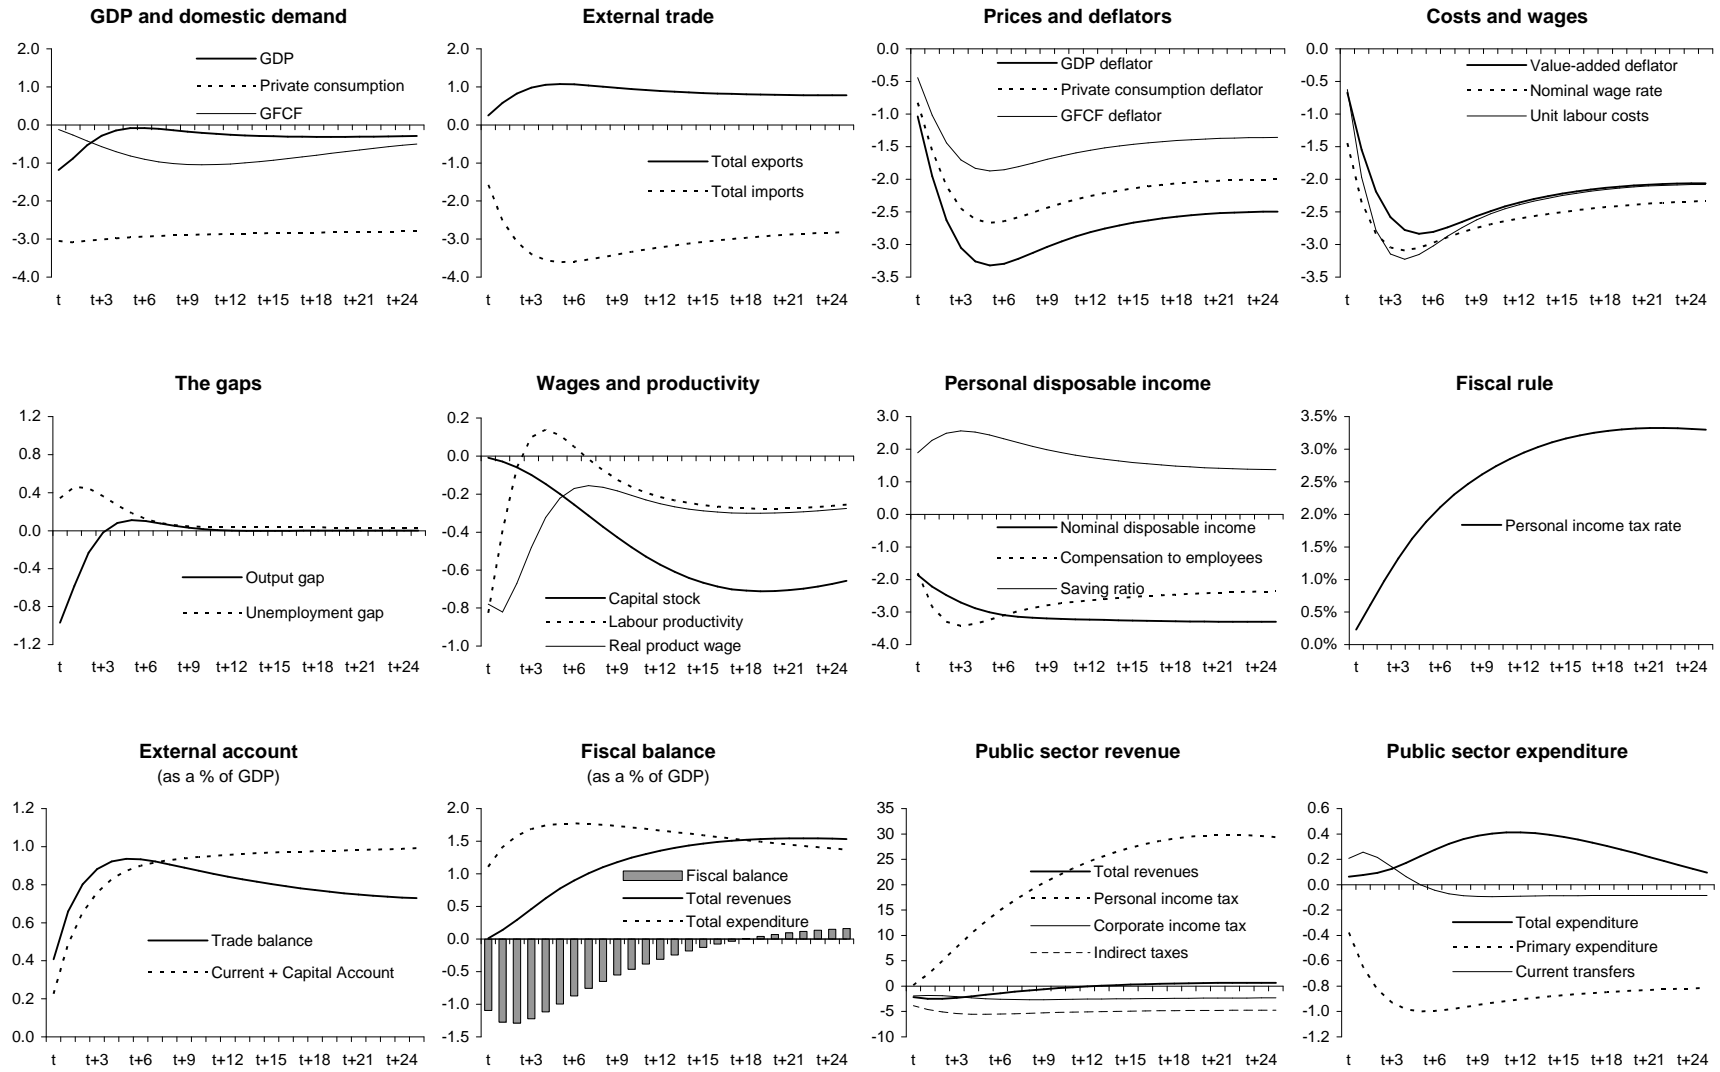 GDP and domestic demand
2.0
1.0
0.0
-1.0
-2.0
-3.0
-4.0
GDP
Private consumption
GFCF
t t+3 t+6 t+9 t+12 t+15 t+18 t+21 t+24
External trade
2.0
1.0
0.0
-1.0
-2.0
-3.0
-4.0
Total exports
Total imports
t t+3 t+6 t+9 t+12 t+15 t+18 t+21 t+24
Prices and deflators
0.0
-0.5
-1.0
-1.5
-2.0
-2.5
-3.0
-3.5
GDP deflator
Private consumption deflator
GFCF deflator
t t+3 t+6 t+9 t+12 t+15 t+18 t+21 t+24
Costs and wages
0.0
-0.5
-1.0
-1.5
-2.0
-2.5
-3.0
-3.5
Value-added deflator
Nominal wage rate
Unit labour costs
t t+3 t+6 t+9 t+12 t+15 t+18 t+21 t+24
The gaps
1.2
0.8
0.4
0.0
-0.4
-0.8
-1.2
Output gap
Unemployment gap
t t+3 t+6 t+9 t+12 t+15 t+18 t+21 t+24
Wages and productivity
0.2
0.0
-0.2
-0.4
-0.6
-0.8
-1.0
Capital stock
Labour productivity
Real product wage
t t+3 t+6 t+9 t+12 t+15 t+18 t+21 t+24
Personal disposable income
3.0
2.0
1.0
0.0
-1.0
-2.0
-3.0
-4.0
Nominal disposable income
Compensation to employees
Saving ratio
t t+3 t+6 t+9 t+12 t+15 t+18 t+21 t+24
Fiscal rule
3.5%
3.0%
2.5%
2.0%
1.5%
1.0%
0.5%
0.0%
Personal income tax rate
t t+3 t+6 t+9 t+12 t+15 t+18 t+21 t+24
External account
(as a % of GDP)
1.2
1.0
0.8
0.6
0.4
0.2
0.0
Trade balance
Current + Capital Account
t t+3 t+6 t+9 t+12 t+15 t+18 t+21 t+24
Fiscal balance
(as a % of GDP)
2.0
1.5
1.0
0.5
0.0
-0.5
-1.0
-1.5
Fiscal balance
Total revenues
Total expenditure
t t+3 t+6 t+9 t+12 t+15 t+18 t+21 t+24
Public sector revenue
35
30
25
20
15
10
5
0
-5
-10
Total revenues
Personal income tax
Corporate income tax
Indirect taxes
t t+3 t+6 t+9 t+12 t+15 t+18 t+21 t+24
Public sector expenditure
0.6
0.4
0.2
0.0
-0.2
-0.4
-0.6
-0.8
-1.0
-1.2
Total expenditure
Primary expenditure
Current transfers
t t+3 t+6 t+9 t+12 t+15 t+18 t+21 t+24